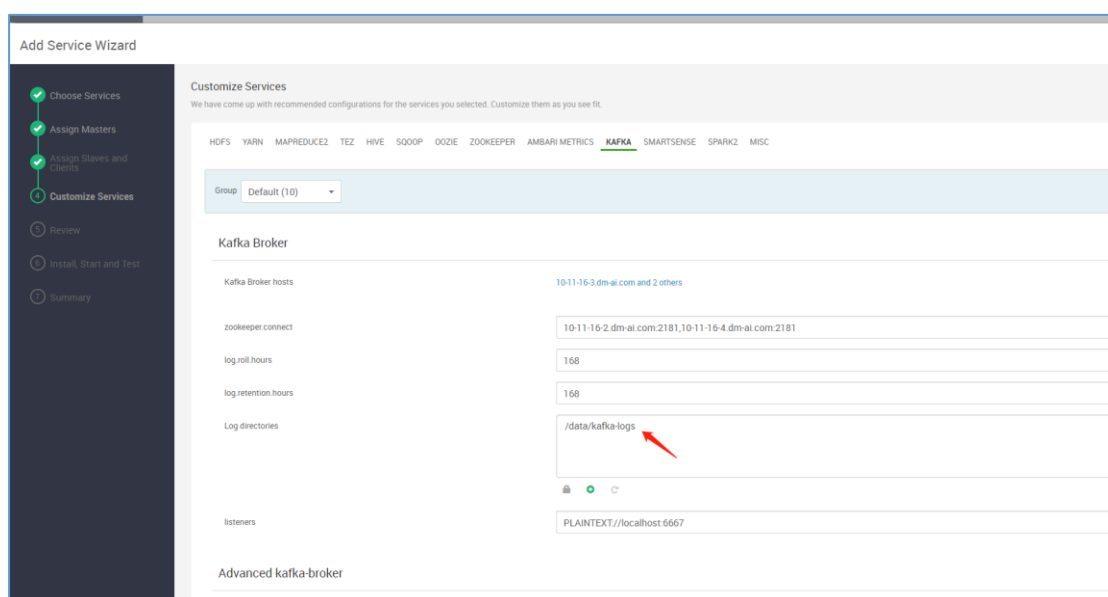 Add Service Wizard
Choose Services
Assign Masters
Assign Slaves and
Clients
4 Customize Services
5 Review
6 Install, Start and Test
7 Summary
Customize Services
We have come up with recommended configurations for the services you selected. Customize them as you see fit.
HDFS YARN MAPREDUCE2 TEZ HIVE SQOOP OOZIE ZOOKEEPER AMBARI METRICS KAFKA SMARTSENSE SPARK2 MISC
Group Default (10)
Kafka Broker
Kafka Broker hosts 10-11-16-3.dm-ai.com and 2 others
zookeeper.connect 10-11-16-2.dm-ai.com:2181,10-11-16-4.dm-ai.com:2181
log.roll.hours 168
log.retention.hours 168
Log directories /data/kafka-logs
listeners PLAINTEXT://localhost:6667
Advanced kafka-broker